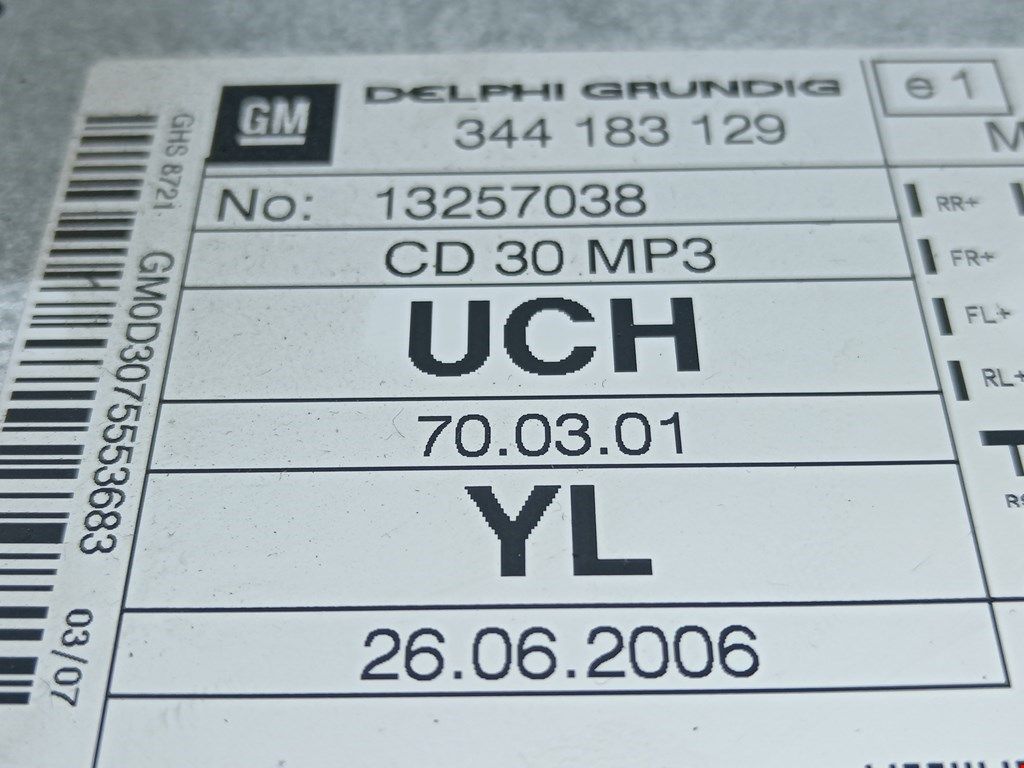 GM DELPHI GRUNDIG e1
344 183 129
No: 13257038
RR+
CD 30 MP3
FR+
UCH
FL+
RL+
70.03.01
YL
26.06.2006
GHS 8721
GM0D3075553683
03/07